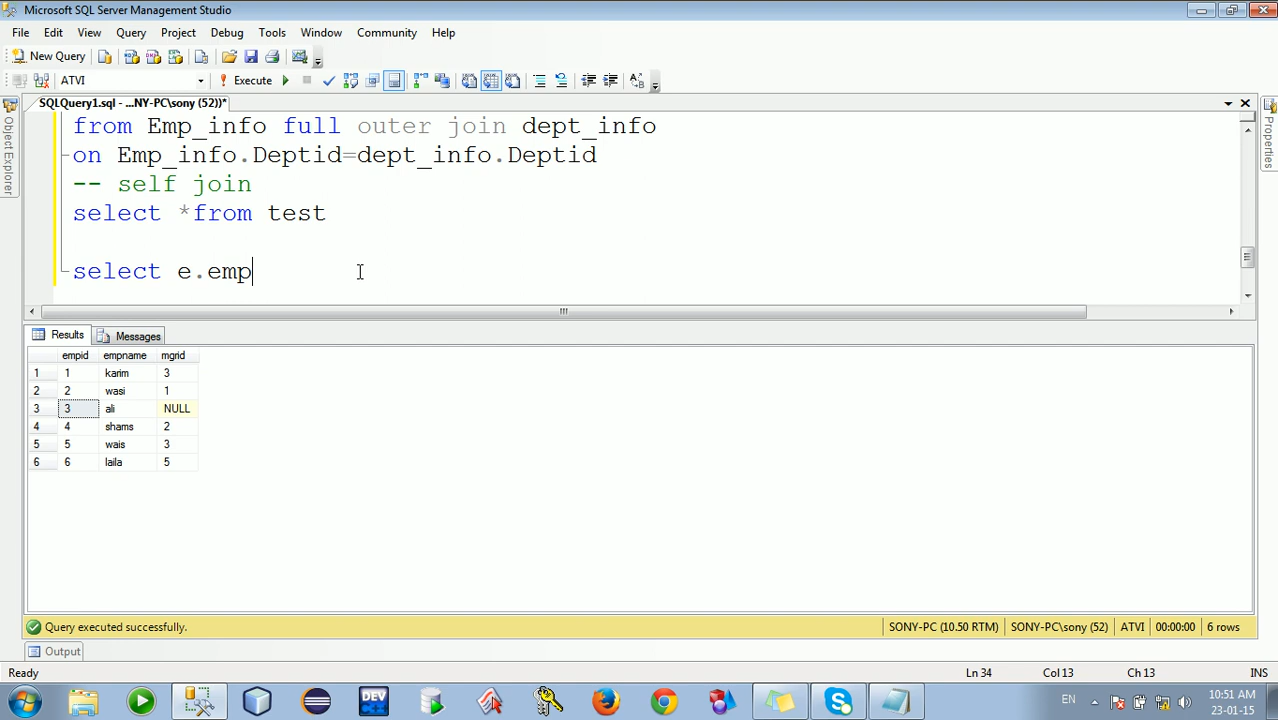 Microsoft SQL Server Management Studio
File Edit View Query Project Debug Tools Window Community Help
New Query
ATVI Execute
SQLQuery1.sql - ...NY-PC\sony (52))*
Object Explorer
Properties
from Emp_info full outer join dept_info
on Emp_info.Deptid=dept_info.Deptid
-- self join
select *from test
select e.emp
Results Messages
empid empname mgrid
1 1 karim 3
2 2 wasi 1
3 3 ali NULL
4 4 shams 2
5 5 wais 3
6 6 laila 5
Query executed successfully. SONY-PC (10.50 RTM) SONY-PC\sony (52) ATVI 00:00:00 6 rows
Output
Ready Ln 34 Col 13 Ch 13 INS
DEV
EN
10:51 AM
23-01-15